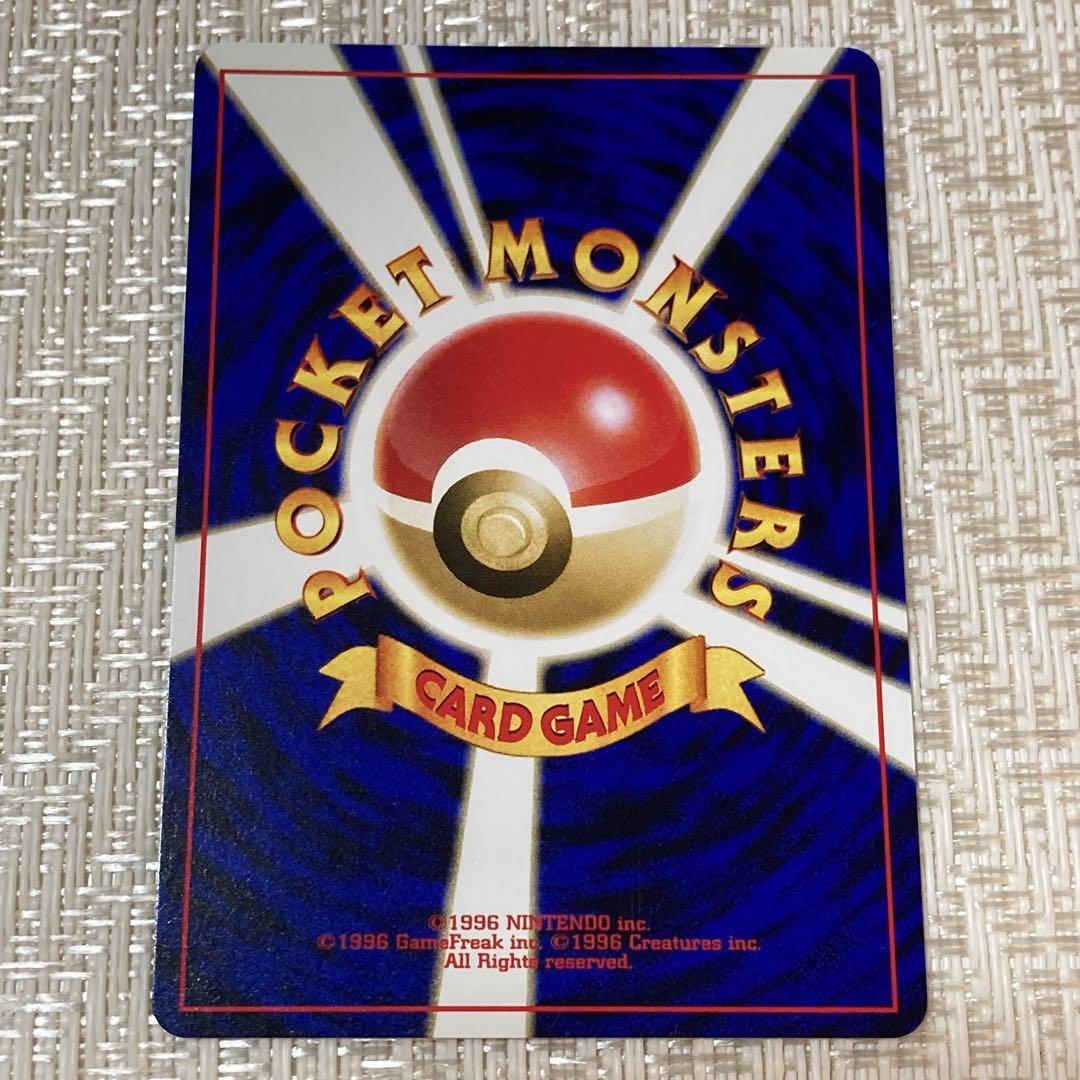 POCKET MONSTERS
CARD GAME
©1996 NINTENDO inc.
©1996 GameFreak inc. ©1996 Creatures inc.
All Rights reserved.